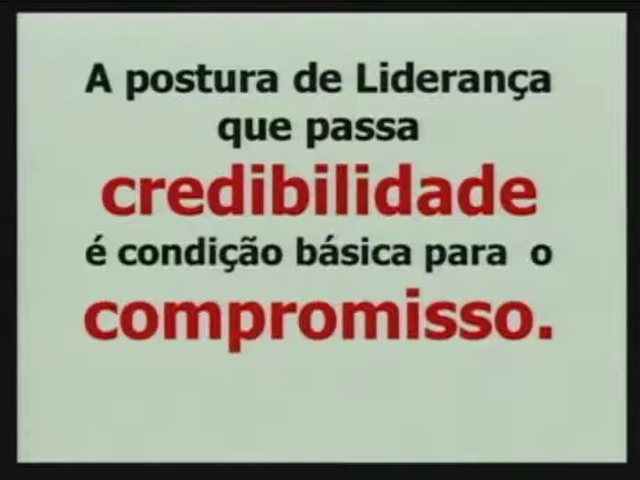 A postura de Liderança
que passa
credibilidade
é condição básica para o
compromisso.